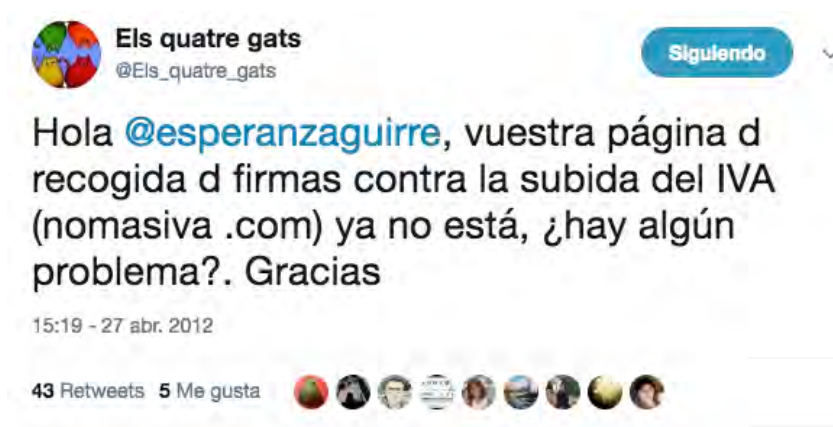 Els quatre gats
@Els_quatre_gats
Siguiendo
Hola @esperanzaguirre, vuestra página d
recogida d firmas contra la subida del IVA
(nomasiva .com) ya no está, ¿hay algún
problema?. Gracias
15:19 - 27 abr. 2012
43 Retweets 5 Me gusta